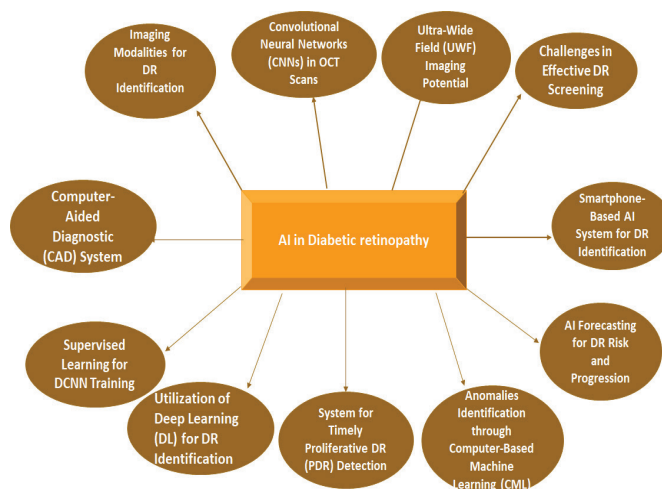 Imaging Modalities for
DR
Identification
Convolutional
Neural Networks
(CNNs) in OCT
Scans
Ultra-Wide
Field (UWF)
Imaging
Potential
Challenges in
Effective DR
Screening
Computer-
Aided
Diagnostic
(CAD) System
AI in Diabetic retinopathy
Smartphone-
Based AI
System for DR
Identification
Supervised
Learning for
DCNN Training
Utilization of
Deep Learning
(DL) for DR
Identification
System for
Timely
Proliferative DR
(PDR) Detection
Anomalies
Identification
through
Computer-Based
Machine
Learning (CML)
AI Forecasting
for DR Risk
and
Progression